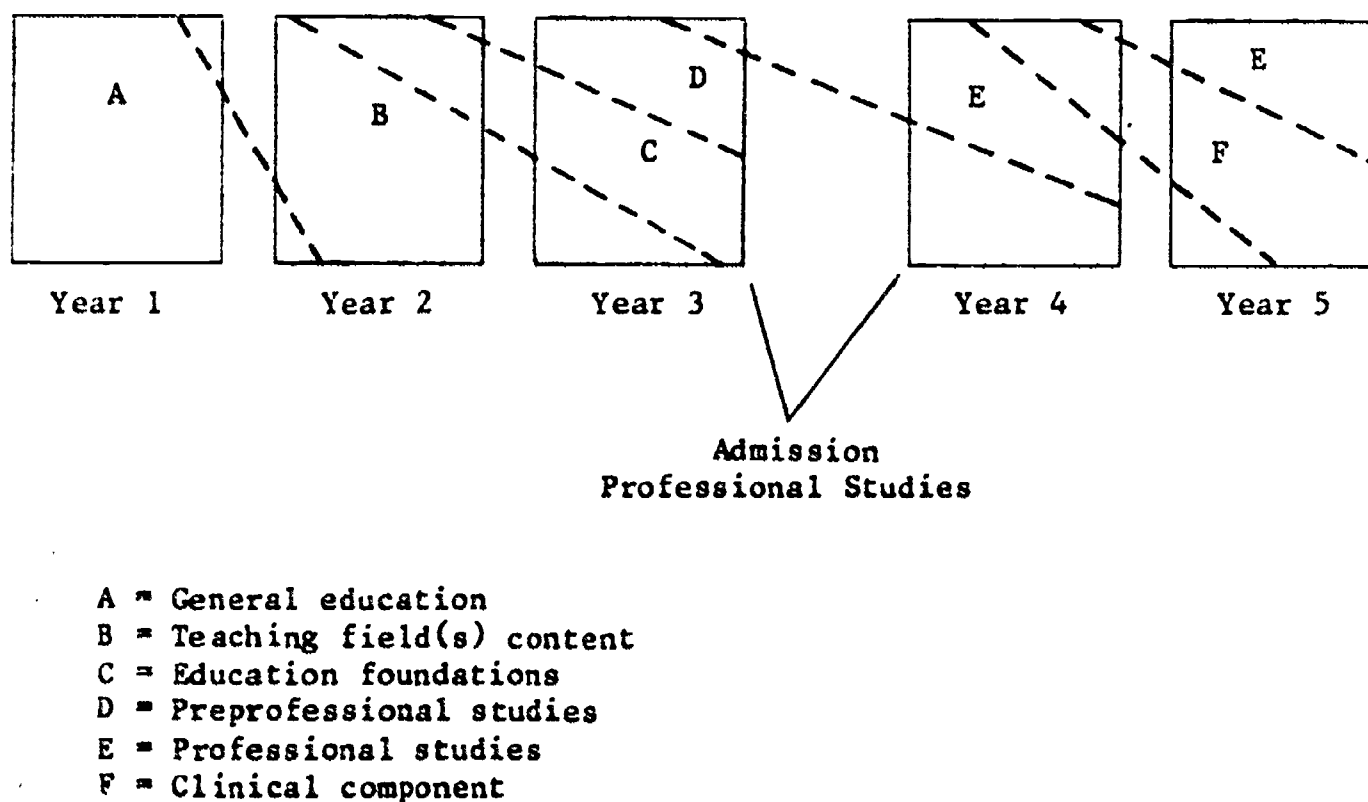 A
B
C
D
E
F
E
Year 1
Year 2
Year 3
Year 4
Year 5
Admission
Professional Studies
A = General education
B = Teaching field(s) content
C = Education foundations
D = Preprofessional studies
E = Professional studies
F = Clinical component